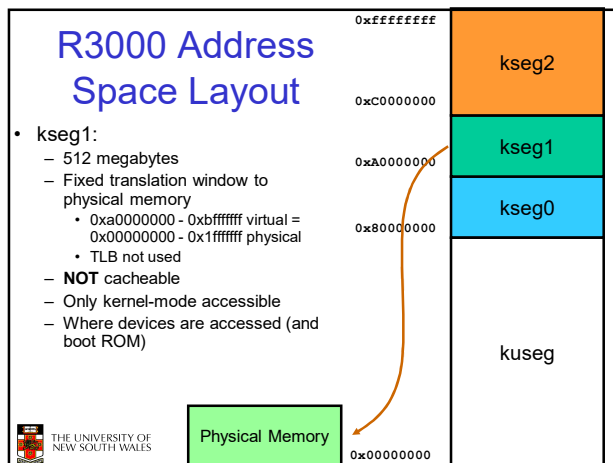 R3000 Address
Space Layout
• kseg1:
– 512 megabytes
– Fixed translation window to
physical memory
• 0xa0000000 - 0xbfffffff virtual =
0x00000000 - 0x1fffffff physical
• TLB not used
– NOT cacheable
– Only kernel-mode accessible
– Where devices are accessed (and
boot ROM)
0xffffffff
kseg2
0xC0000000
kseg1
0xA0000000
kseg0
0x80000000
kuseg
THE UNIVERSITY OF
NEW SOUTH WALES
Physical Memory
0x00000000